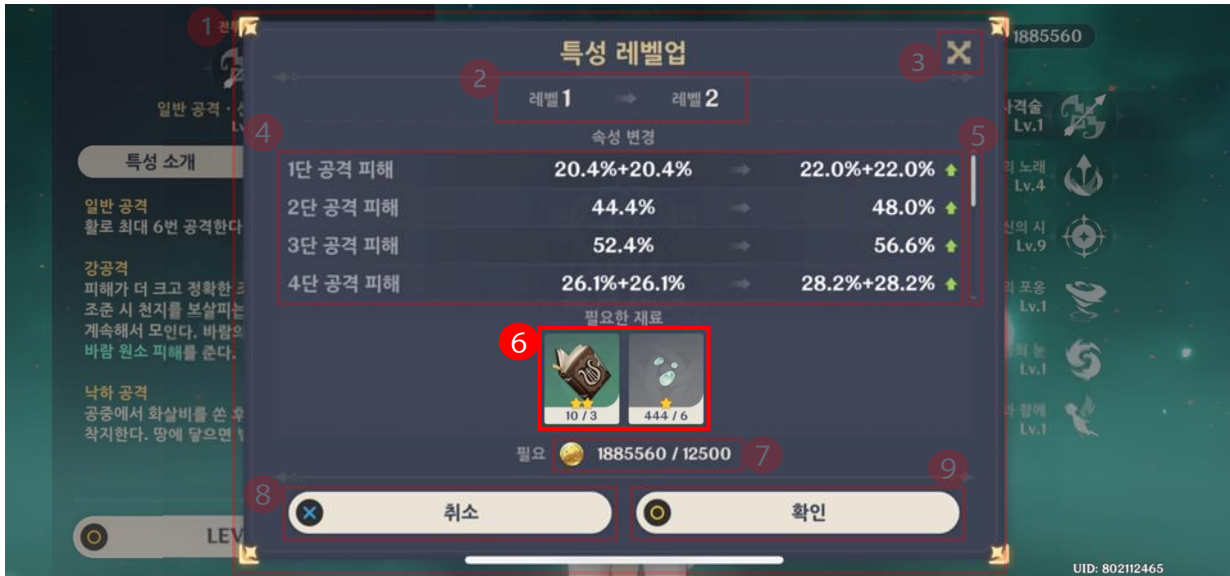 1
특성 레벨업
3
1885560
2
레벨 1 레벨 2
일반 공격 ·
Lv.1
속성 변경
4
5
특성 소개
1단 공격 피해 20.4%+20.4% 22.0%+22.0%
2단 공격 피해 44.4% 48.0%
3단 공격 피해 52.4% 56.6%
4단 공격 피해 26.1%+26.1% 28.2%+28.2%
일반 공격
활로 최대 6번 공격한다
강공격
피해가 더 크고 정확한
조준 시 천지를 보살피는
계속해서 모인다. 바람의
바람 원소 피해를 준다.
낙하 공격
공중에서 화살비를 쏜 후
착지한다. 땅에 닿으면
노래
Lv.4
신의 시
Lv.9
포옹
Lv.1
눈
Lv.1
함께
Lv.1
필요한 재료
6
10 / 3
444 / 6
필요 1885560 / 12500
7
8
9
취소
확인
LEV
UID: 802112465